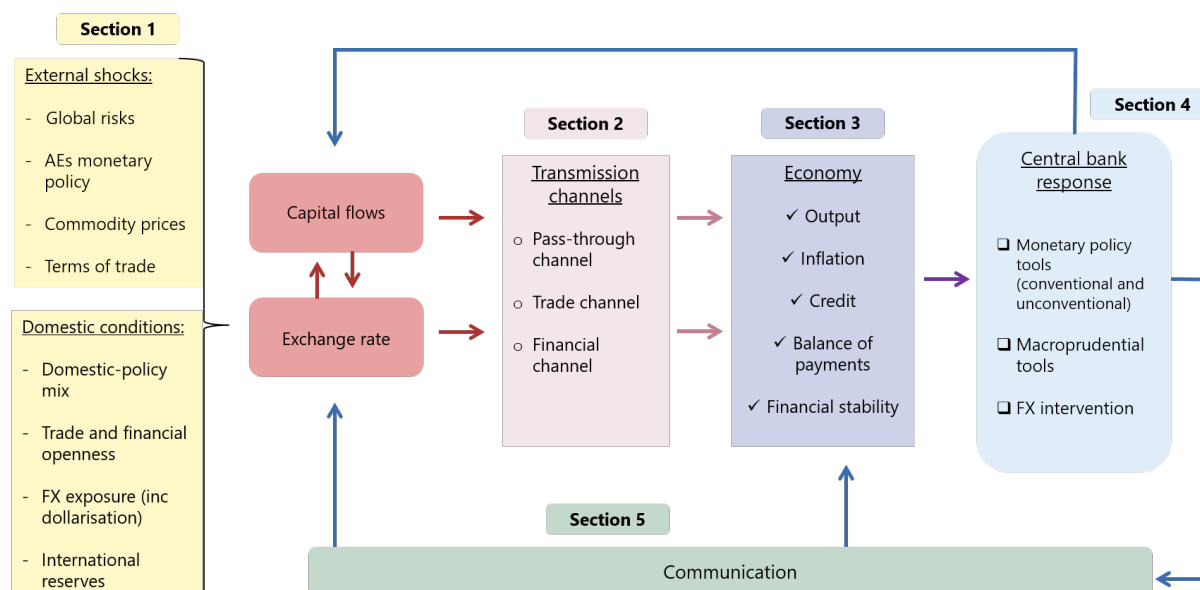 Section 1
External shocks:
- Global risks
- AEs monetary
policy
- Commodity prices
- Terms of trade
Domestic conditions:
- Domestic-policy
mix
- Trade and financial
openness
- FX exposure (inc
dollarisation)
- International
reserves
Capital flows
Exchange rate
Section 2
Transmission
channels
o Pass-through
channel
o Trade channel
o Financial
channel
Section 3
Economy
✓ Output
✓ Inflation
✓ Credit
✓ Balance of
payments
✓ Financial stability
Section 4
Central bank
response
❑ Monetary policy
tools
(conventional and
unconventional)
❑ Macroprudential
tools
❑ FX intervention
Section 5
Communication